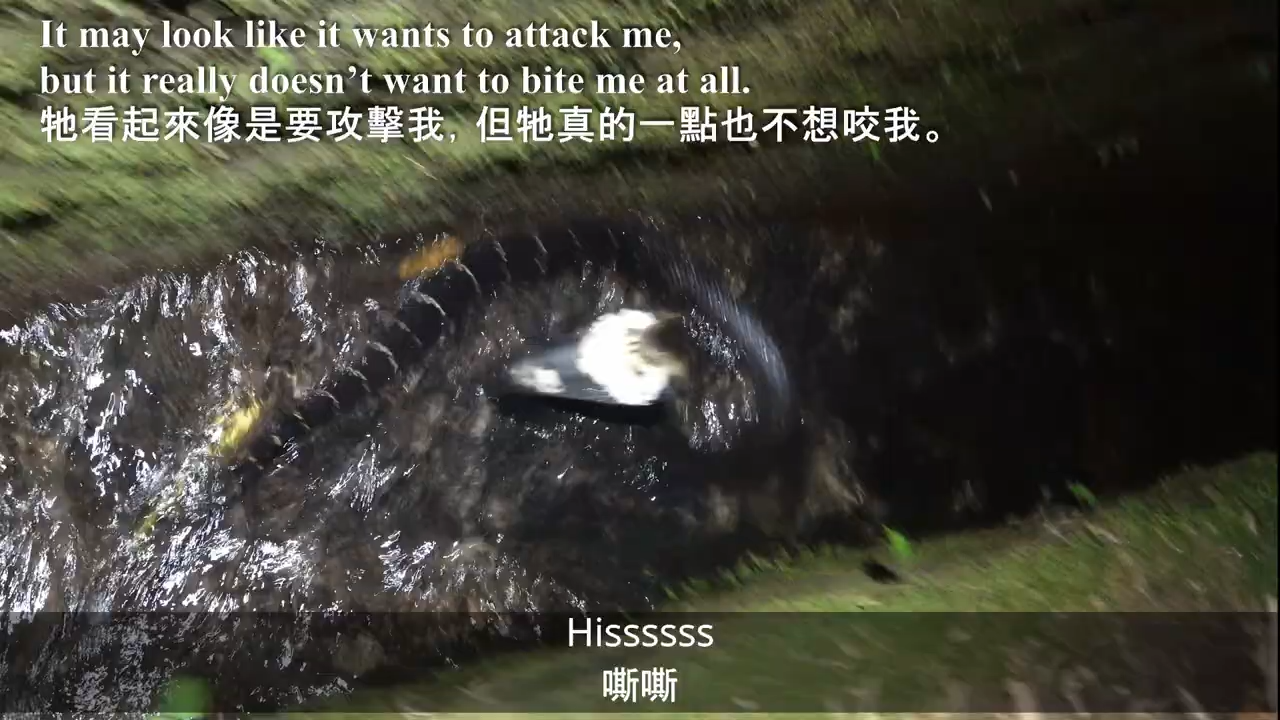 It may look like it wants to attack me,
but it really doesn’t want to bite me at all.
牠看起來像是要攻擊我, 但牠真的一點也不想咬我。
Hissssss
嘶嘶